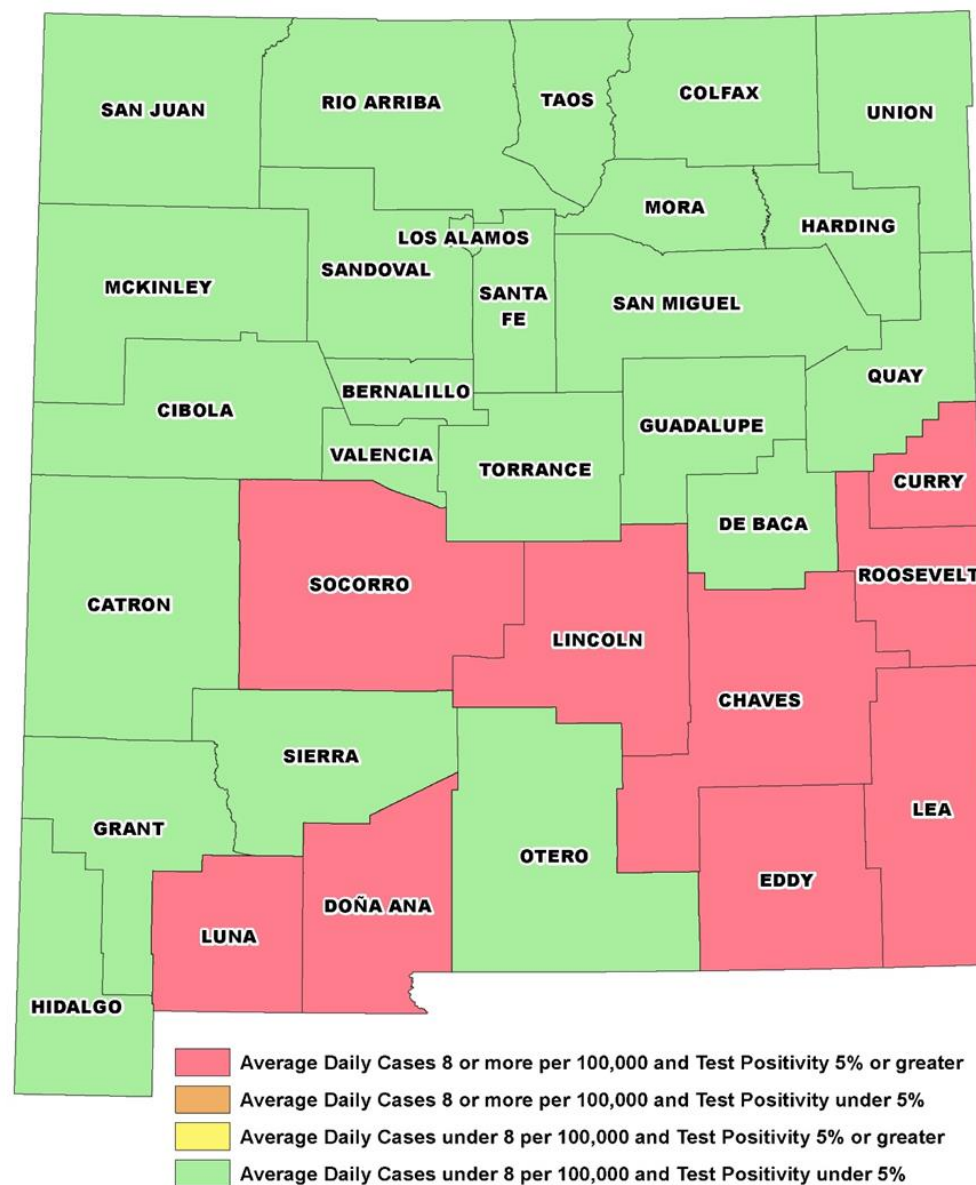 SAN JUAN
RIO ARRIBA
TAOS
COLFAX
UNION
MORA
HARDING
LOS ALAMOS
SANDOVAL
MCKINLEY
SANTA
FE
SAN MIGUEL
QUAY
BERNALILLO
CIBOLA
GUADALUPE
VALENCIA
TORRANCE
CURRY
DE BACA
ROOSEVELT
SOCORRO
CATRON
LINCOLN
CHAVES
SIERRA
LEA
GRANT
OTERO
EDDY
DOÑA ANA
LUNA
HIDALGO
Average Daily Cases 8 or more per 100,000 and Test Positivity 5% or greater
Average Daily Cases 8 or more per 100,000 and Test Positivity under 5%
Average Daily Cases under 8 per 100,000 and Test Positivity 5% or greater
Average Daily Cases under 8 per 100,000 and Test Positivity under 5%